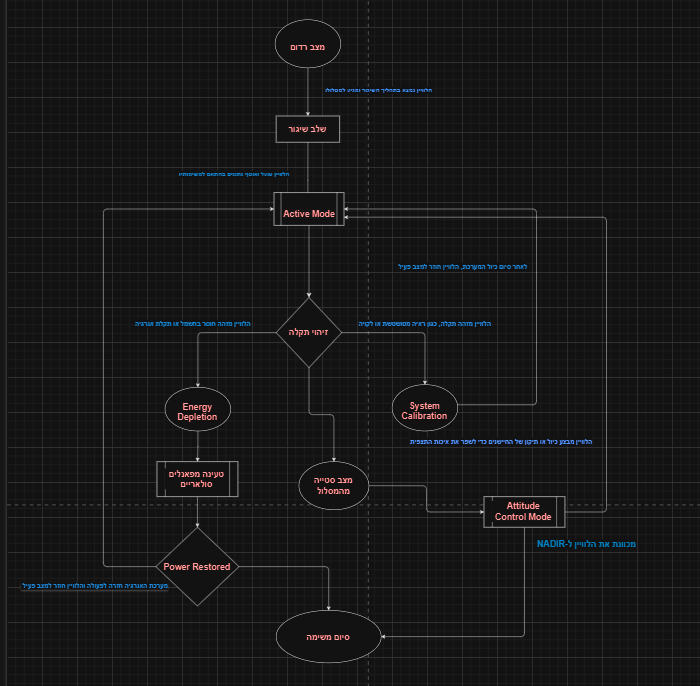 מצב רדום
הלוויין נמצא בתהליך השיגור ומגיע למסלולו
שלב שיגור
הלוויין פועל ואוסף נתונים בהתאם למשימותיו
Active Mode
לאחר סיום כיול המערכת, הלוויין חוזר למצב פעיל
הלוויין מזהה חוסר בחשמל או תקלת אנרגיה
הלוויין מזהה תקלה, כגון ראיה מטושטשת או לקויה
זיהוי תקלה
Energy
Depletion
System
Calibration
הלוויין מבצע כיול או תיקון של החיישנים כדי לשפר את איכות התצפית
טעינה מפאנלים
סולאריים
מצב סטייה
מהמסלול
Attitude
Control Mode
מכוונת את הלוויין ל-NADIR
Power Restored
מערכת האנרגיה חזרה לפעולה והלוויין חוזר למצב פעיל
סיום משימה